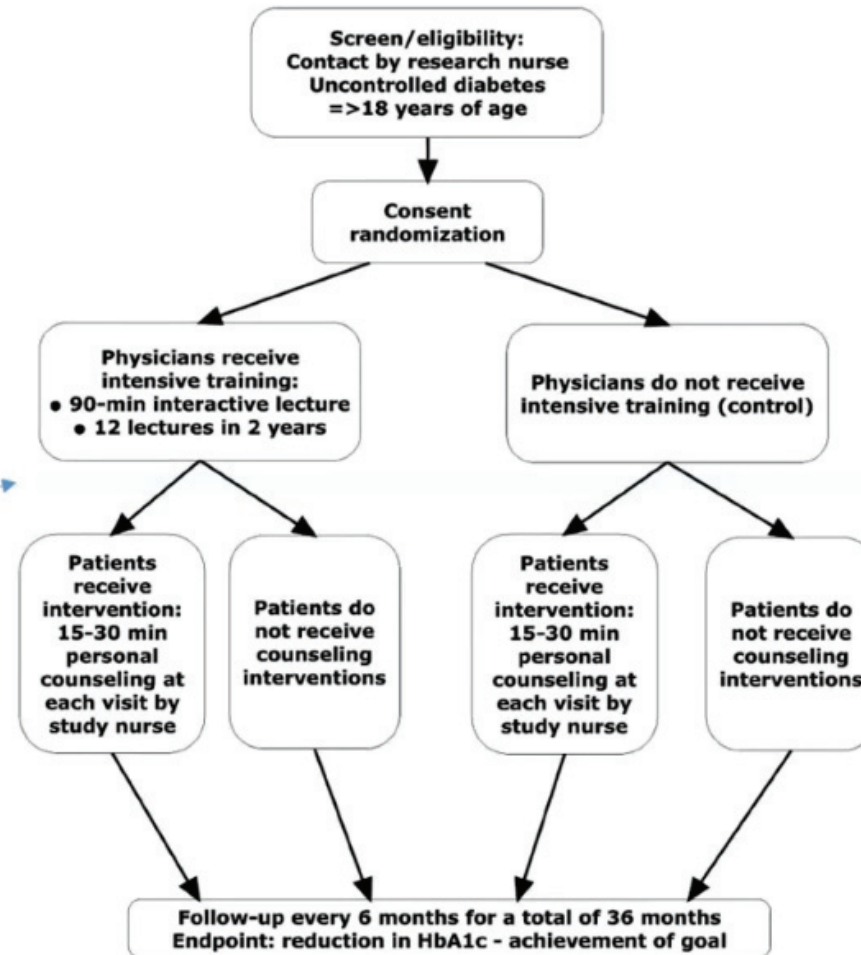 Screen/eligibility:
Contact by research nurse
Uncontrolled diabetes
=>18 years of age
Consent
randomization
Physicians receive
intensive training:
● 90-min interactive lecture
● 12 lectures in 2 years
Physicians do not receive
intensive training (control)
Patients
receive
intervention:
15-30 min
personal
counseling at
each visit by
study nurse
Patients do
not receive
counseling
interventions
Patients
receive
intervention:
15-30 min
personal
counseling at
each visit by
study nurse
Patients do
not receive
counseling
interventions
Follow-up every 6 months for a total of 36 months
Endpoint: reduction in HbA1c - achievement of goal